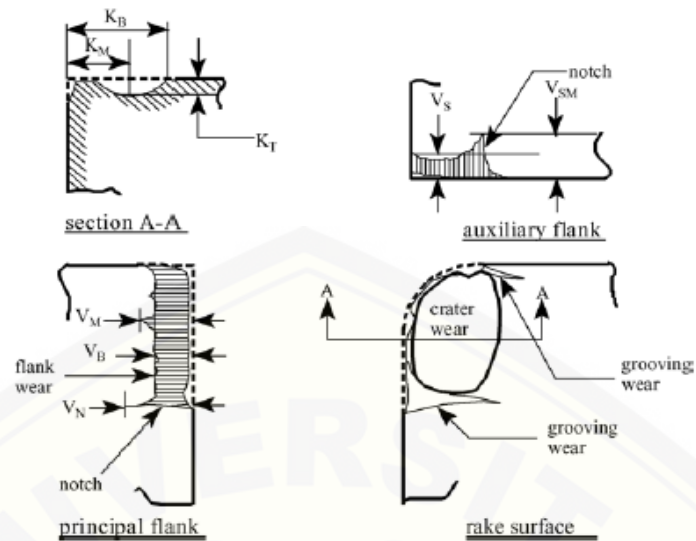 K_B
K_M
K_T
section A-A
notch
V_S
V_SM
auxiliary flank
V_M
V_B
flank
wear
V_N
notch
principal flank
A
A
crater
wear
grooving
wear
grooving
wear
rake surface
UNIVERSIT